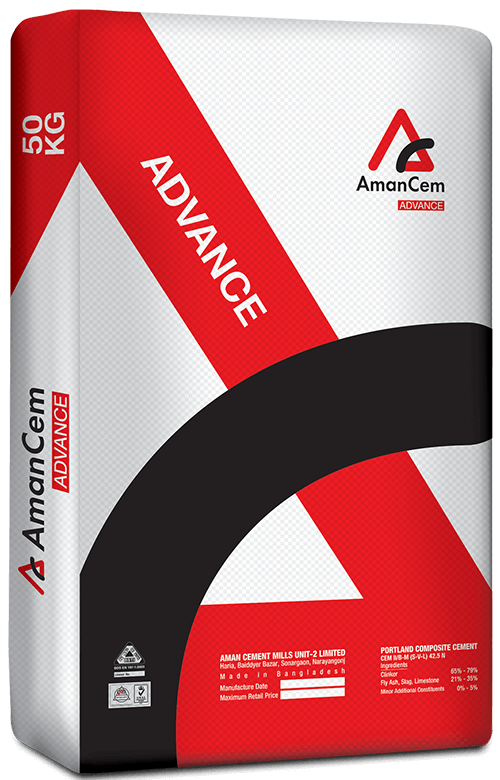 50
KG
ADVANCE
AmanCem
ADVANCE
AmanCem
ADVANCE
AMAN CEMENT MILLS UNIT-2 LIMITED
Haria, Baiddyer Bazar, Sonargaon, Narayangonj
Made in Bangladesh
Manufacture Date
Maximum Retail Price
PORTLAND COMPOSITE CEMENT
CEM II/B-M (S-V-L) 42.5 N
Ingredients
Clinker 65% - 79%
Fly Ash, Slag, Limestone 21% - 35%
Minor Additional Constituents 0% - 5%